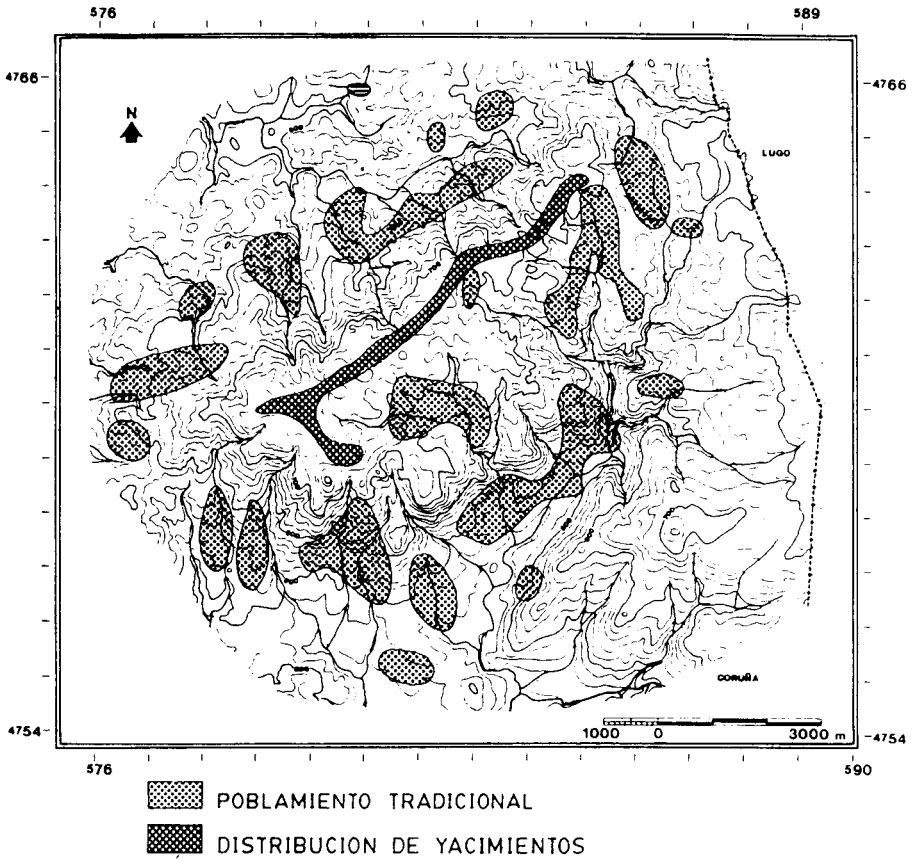 576 589
4766 4766
N
LUGO
CORUÑA
1000 0 3000 m
4754 4754
576 590
POBLAMIENTO TRADICIONAL
DISTRIBUCION DE YACIMIENTOS